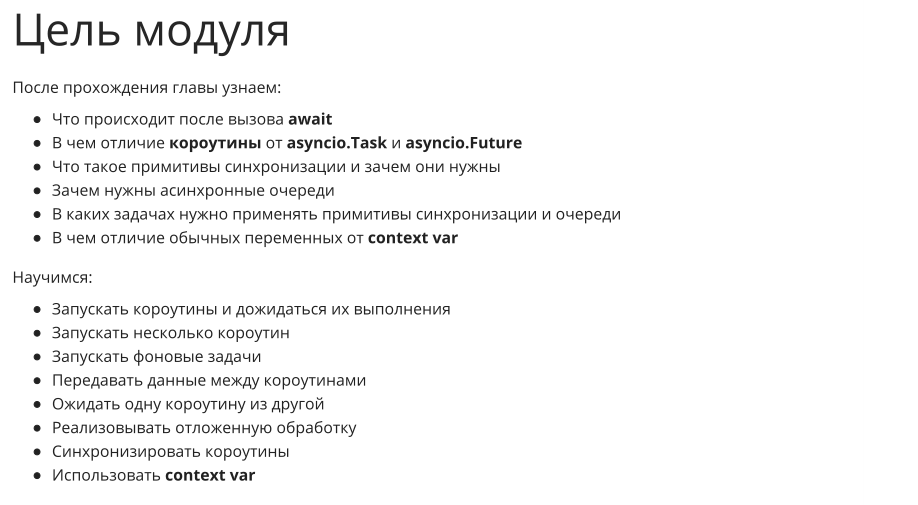 Цель модуля
После прохождения главы узнаем:
● Что происходит после вызова await
● В чем отличие короутины от asyncio.Task и asyncio.Future
● Что такое примитивы синхронизации и зачем они нужны
● Зачем нужны асинхронные очереди
● В каких задачах нужно применять примитивы синхронизации и очереди
● В чем отличие обычных переменных от context var
Научимся:
● Запускать короутины и дожидаться их выполнения
● Запускать несколько короутин
● Запускать фоновые задачи
● Передавать данные между короутинами
● Ожидать одну короутину из другой
● Реализовывать отложенную обработку
● Синхронизировать короутины
● Использовать context var